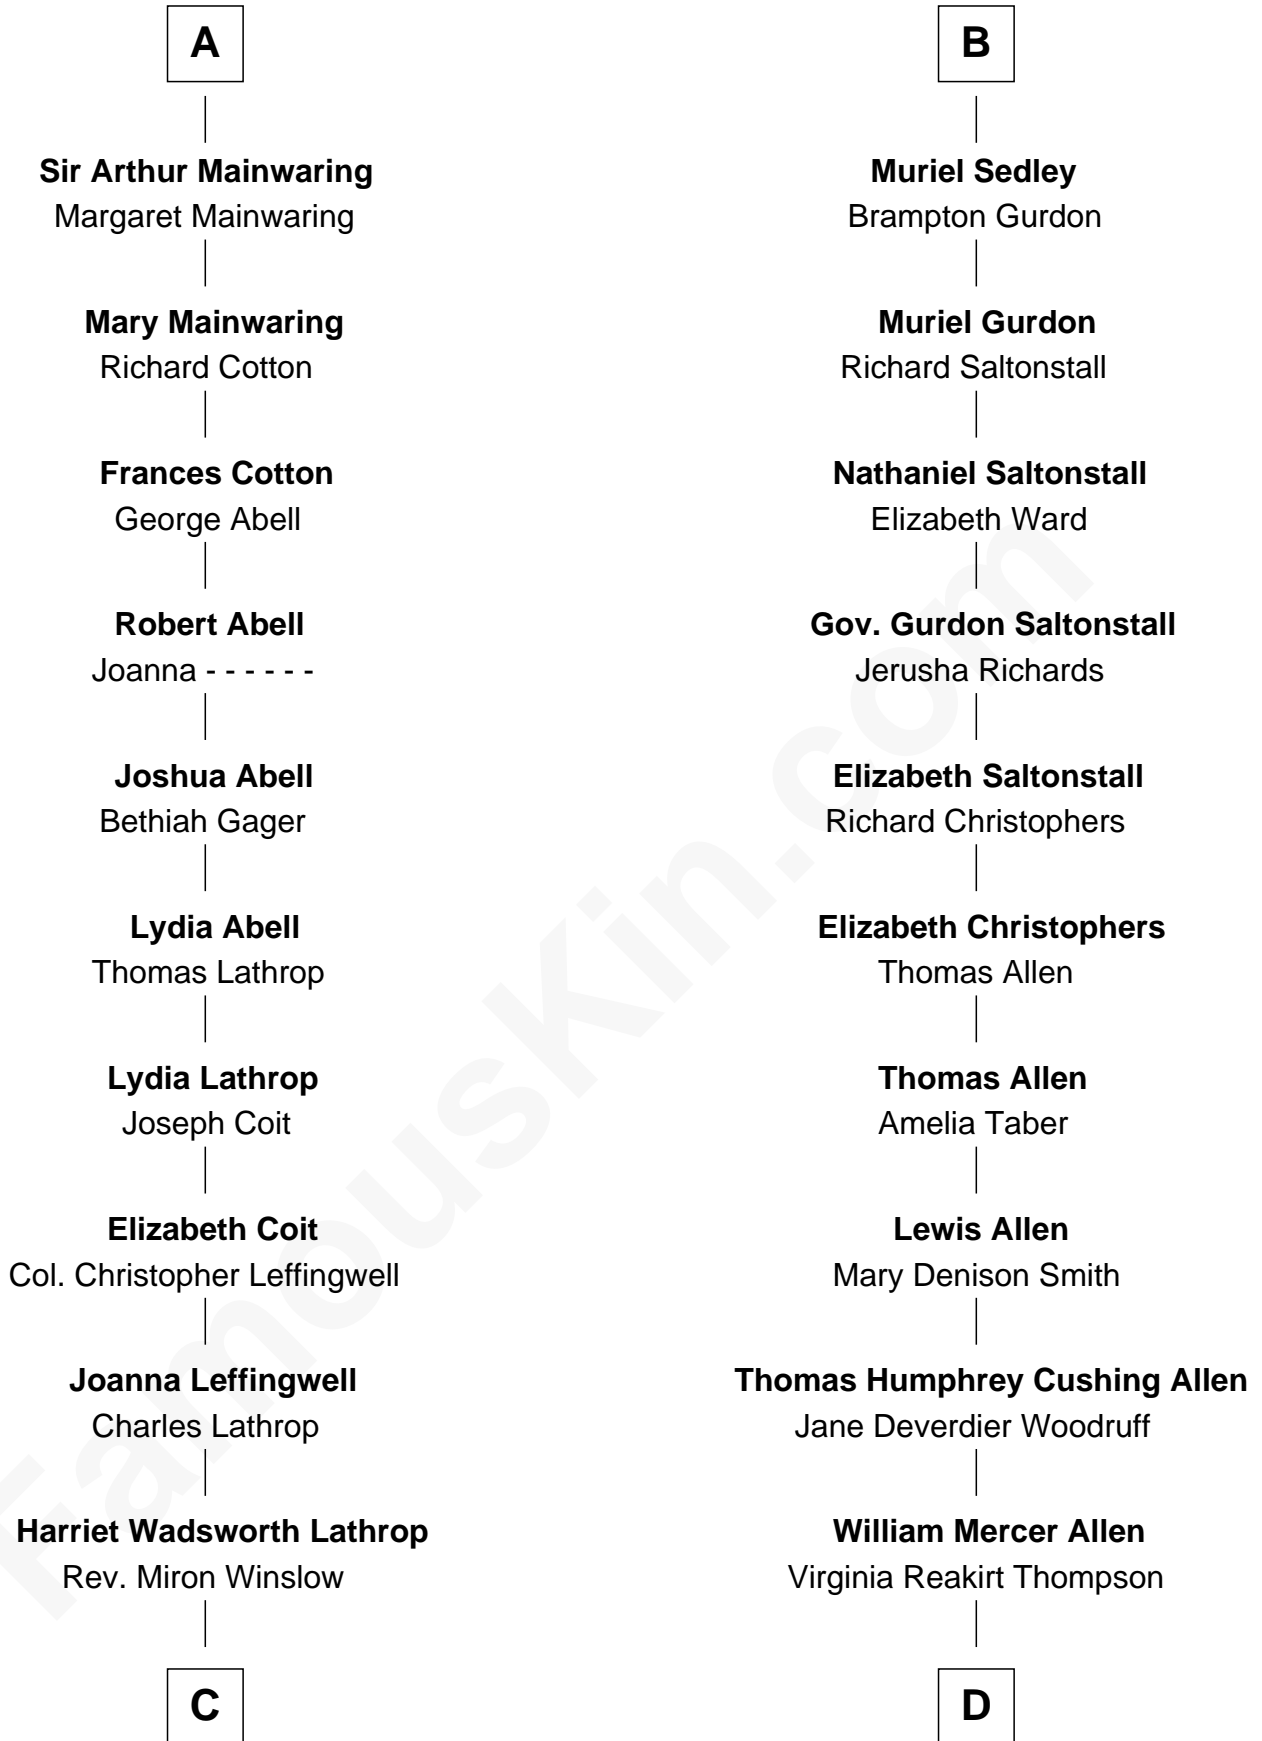 A
Sir Arthur Mainwaring
Margaret Mainwaring
Mary Mainwaring
Richard Cotton
Frances Cotton
George Abell
Robert Abell
Joanna - - - - - -
Joshua Abell
Bethiah Gager
Lydia Abell
Thomas Lathrop
Lydia Lathrop
Joseph Coit
Elizabeth Coit
Col. Christopher Leffingwell
Joanna Leffingwell
Charles Lathrop
Harriet Wadsworth Lathrop
Rev. Miron Winslow
C
B
Muriel Sedley
Brampton Gurdon
Muriel Gurdon
Richard Saltonstall
Nathaniel Saltonstall
Elizabeth Ward
Gov. Gurdon Saltonstall
Jerusha Richards
Elizabeth Saltonstall
Richard Christophers
Elizabeth Christophers
Thomas Allen
Thomas Allen
Amelia Taber
Lewis Allen
Mary Denison Smith
Thomas Humphrey Cushing Allen
Jane Deverdier Woodruff
William Mercer Allen
Virginia Reakirt Thompson
D
FamousKin.com